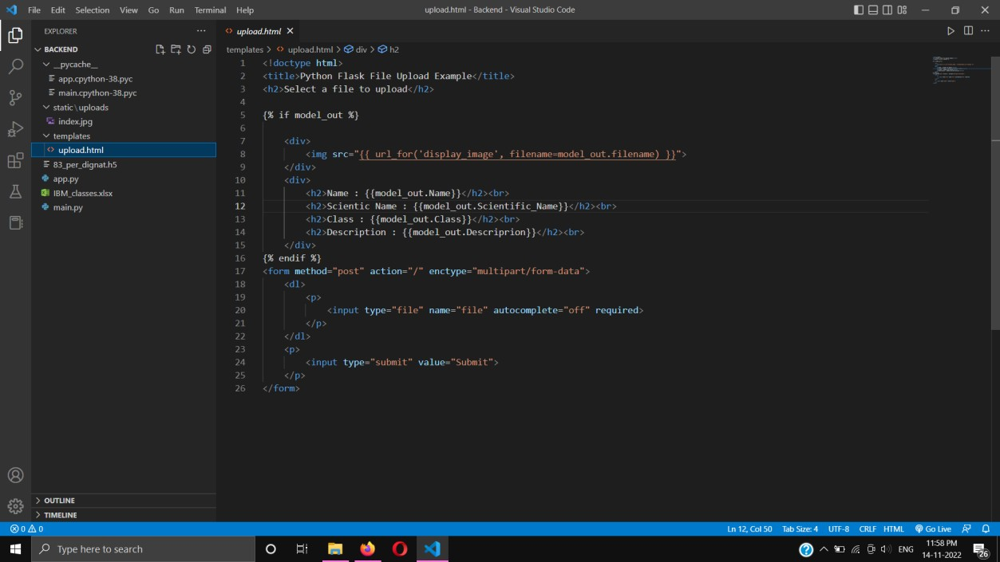 File Edit Selection View Go Run Terminal Help
upload.html - Backend - Visual Studio Code
EXPLORER
BACKEND
__pycache__
app.cpython-38.pyc
main.cpython-38.pyc
static\uploads
index.jpg
templates
upload.html
83_per_dignat.h5
app.py
IBM_classes.xlsx
main.py
OUTLINE
TIMELINE
upload.html
templates > upload.html > div > h2
1 <!doctype html>
2 <title>Python Flask File Upload Example</title>
3 <h2>Select a file to upload</h2>
4
5 {% if model_out %}
6
7 <div>
8 <img src="{{ url_for('display_image', filename=model_out.filename) }}">
9 </div>
10 <div>
11 <h2>Name : {{model_out.Name}}</h2><br>
12 <h2>Scientic Name : {{model_out.Scientific_Name}}</h2><br>
13 <h2>Class : {{model_out.Class}}</h2><br>
14 <h2>Description : {{model_out.Descriprion}}</h2><br>
15 </div>
16 {% endif %}
17 <form method="post" action="/" enctype="multipart/form-data">
18 <dl>
19 <p>
20 <input type="file" name="file" autocomplete="off" required>
21 </p>
22 </dl>
23 <p>
24 <input type="submit" value="Submit">
25 </p>
26 </form>
0 0
Ln 12, Col 50 Tab Size: 4 UTF-8 CRLF HTML Go Live
Type here to search
ENG
11:58 PM
14-11-2022
26